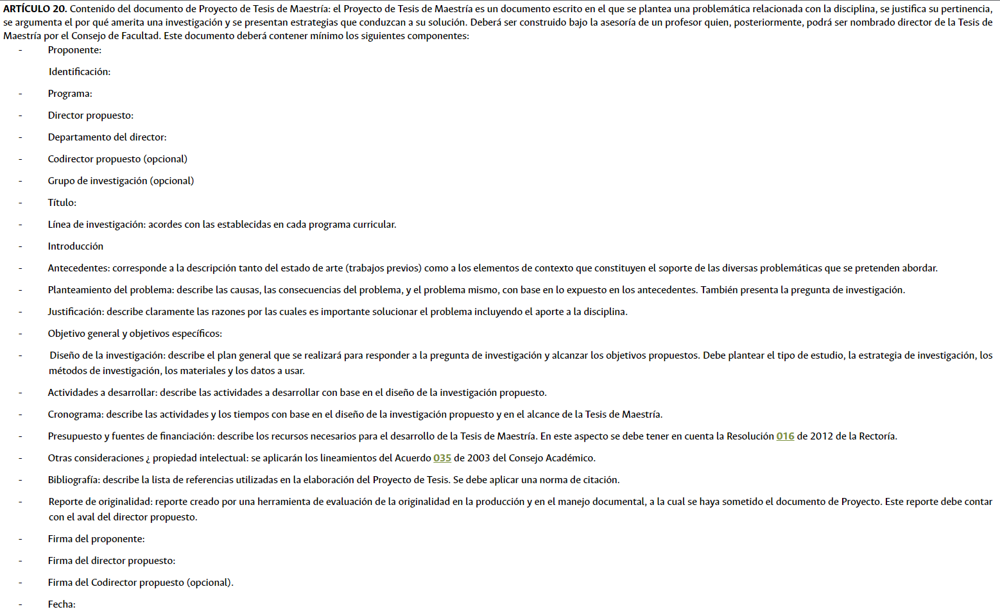 ARTÍCULO 20. Contenido del documento de Proyecto de Tesis de Maestría: el Proyecto de Tesis de Maestría es un documento escrito en el que se plantea una problemática relacionada con la disciplina, se justifica su pertinencia,
se argumenta el por qué amerita una investigación y se presentan estrategias que conduzcan a su solución. Deberá ser construido bajo la asesoría de un profesor quien, posteriormente, podrá ser nombrado director de la Tesis de
Maestría por el Consejo de Facultad. Este documento deberá contener mínimo los siguientes componentes:
- Proponente:
Identificación:
- Programa:
- Director propuesto:
- Departamento del director:
- Codirector propuesto (opcional)
- Grupo de investigación (opcional)
- Título:
- Línea de investigación: acordes con las establecidas en cada programa curricular.
- Introducción
- Antecedentes: corresponde a la descripción tanto del estado de arte (trabajos previos) como a los elementos de contexto que constituyen el soporte de las diversas problemáticas que se pretenden abordar.
- Planteamiento del problema: describe las causas, las consecuencias del problema, y el problema mismo, con base en lo expuesto en los antecedentes. También presenta la pregunta de investigación.
- Justificación: describe claramente las razones por las cuales es importante solucionar el problema incluyendo el aporte a la disciplina.
- Objetivo general y objetivos específicos:
- Diseño de la investigación: describe el plan general que se realizará para responder a la pregunta de investigación y alcanzar los objetivos propuestos. Debe plantear el tipo de estudio, la estrategia de investigación, los
métodos de investigación, los materiales y los datos a usar.
- Actividades a desarrollar: describe las actividades a desarrollar con base en el diseño de la investigación propuesto.
- Cronograma: describe las actividades y los tiempos con base en el diseño de la investigación propuesto y en el alcance de la Tesis de Maestría.
- Presupuesto y fuentes de financiación: describe los recursos necesarios para el desarrollo de la Tesis de Maestría. En este aspecto se debe tener en cuenta la Resolución 016 de 2012 de la Rectoría.
- Otras consideraciones ¿ propiedad intelectual: se aplicarán los lineamientos del Acuerdo 035 de 2003 del Consejo Académico.
- Bibliografía: describe la lista de referencias utilizadas en la elaboración del Proyecto de Tesis. Se debe aplicar una norma de citación.
- Reporte de originalidad: reporte creado por una herramienta de evaluación de la originalidad en la producción y en el manejo documental, a la cual se haya sometido el documento de Proyecto. Este reporte debe contar
con el aval del director propuesto.
- Firma del proponente:
- Firma del director propuesto:
- Firma del Codirector propuesto (opcional).
- Fecha: